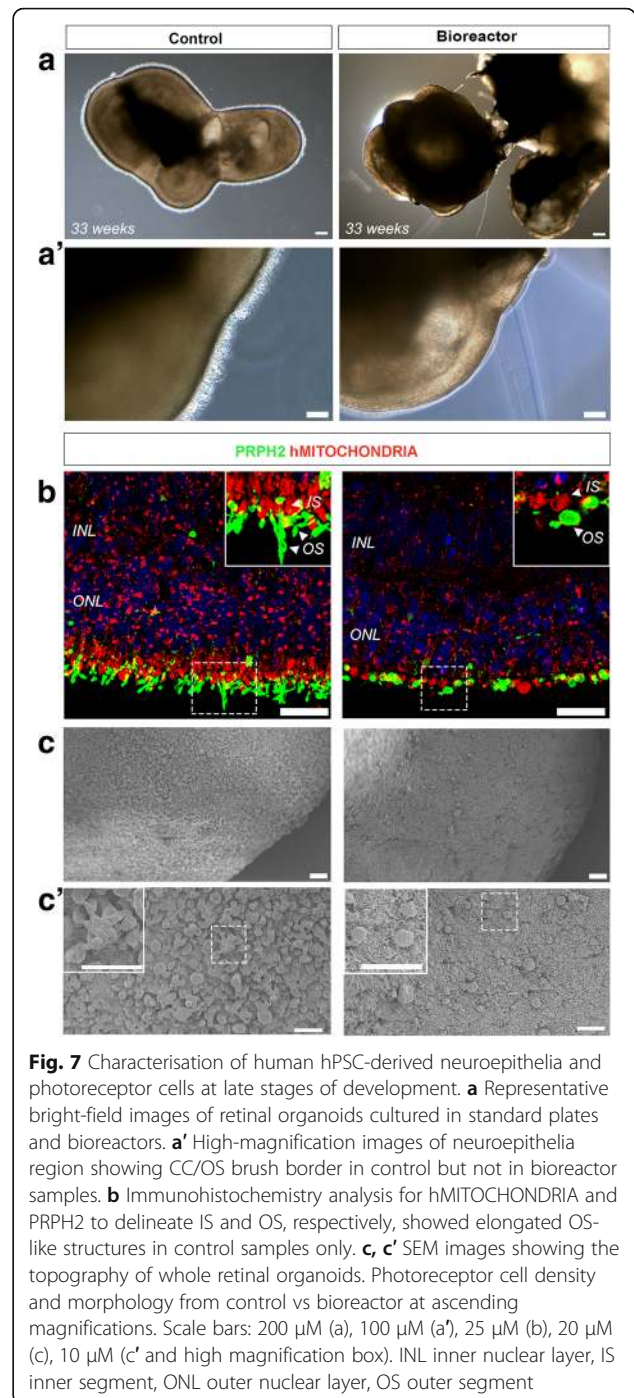 Control
Bioreactor
a
33 weeks
33 weeks
a'
PRPH2 hMITOCHONDRIA
b
INL
ONL
IS
OS
INL
ONL
IS
OS
c
c'
Fig. 7 Characterisation of human hPSC-derived neuroepithelia and
photoreceptor cells at late stages of development. a Representative
bright-field images of retinal organoids cultured in standard plates
and bioreactors. a′ High-magnification images of neuroepithelia
region showing CC/OS brush border in control but not in bioreactor
samples. b Immunohistochemistry analysis for hMITOCHONDRIA and
PRPH2 to delineate IS and OS, respectively, showed elongated OS-
like structures in control samples only. c, c′ SEM images showing the
topography of whole retinal organoids. Photoreceptor cell density
and morphology from control vs bioreactor at ascending
magnifications. Scale bars: 200 μM (a), 100 μM (a′), 25 μM (b), 20 μM
(c), 10 μM (c′ and high magnification box). INL inner nuclear layer, IS
inner segment, ONL outer nuclear layer, OS outer segment